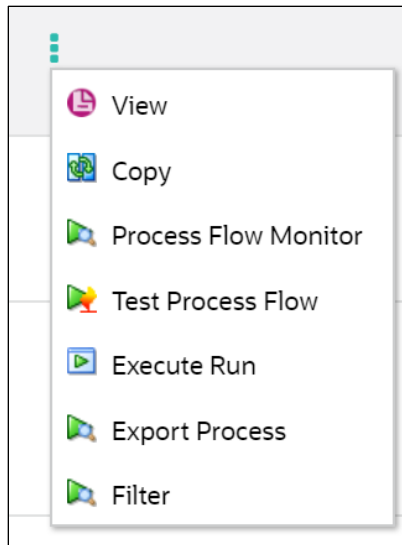 View
Copy
Process Flow Monitor
Test Process Flow
Execute Run
Export Process
Filter